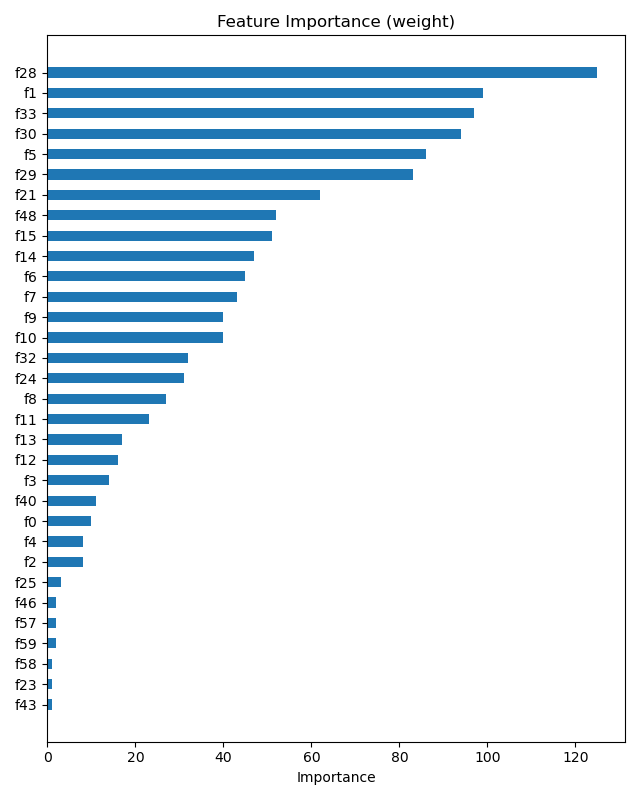 Feature Importance (weight)
f28
f1
f33
f30
f5
f29
f21
f48
f15
f14
f6
f7
f9
f10
f32
f24
f8
f11
f13
f12
f3
f40
f0
f4
f2
f25
f46
f57
f59
f58
f23
f43
0 20 40 60 80 100 120
Importance